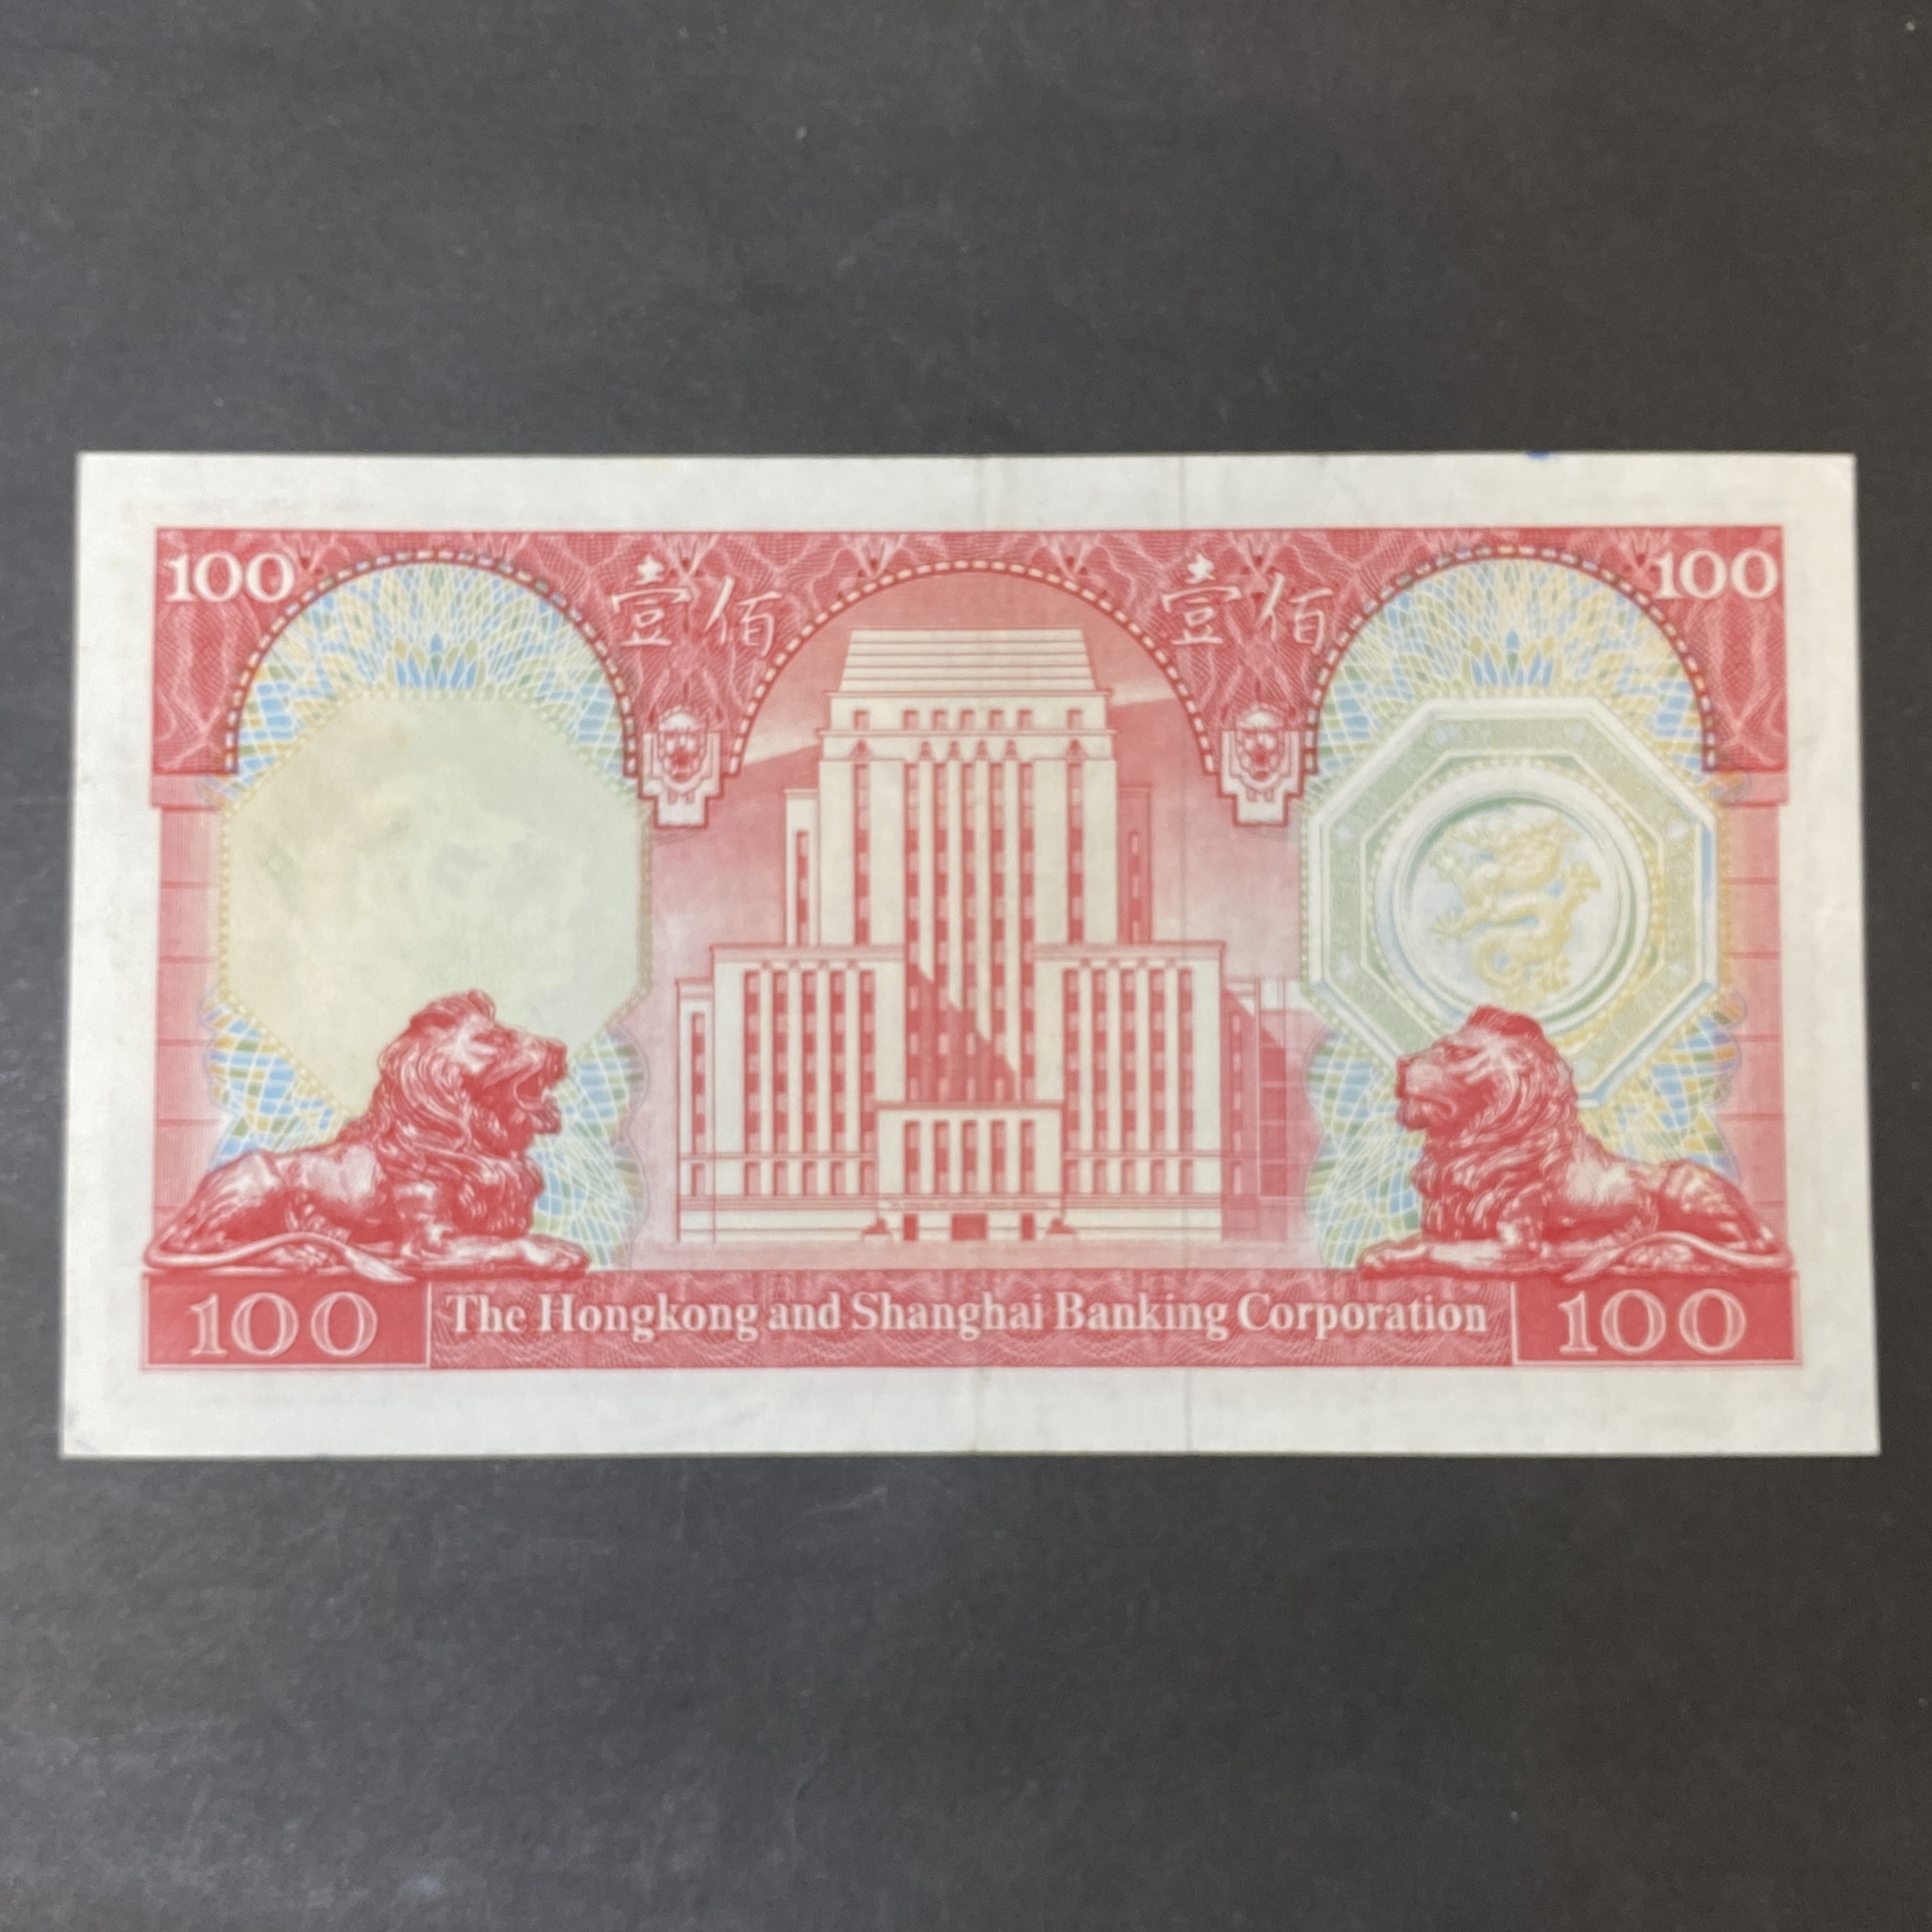 100 壹佰 壹佰 100
100 The Hongkong and Shanghai Banking Corporation 100